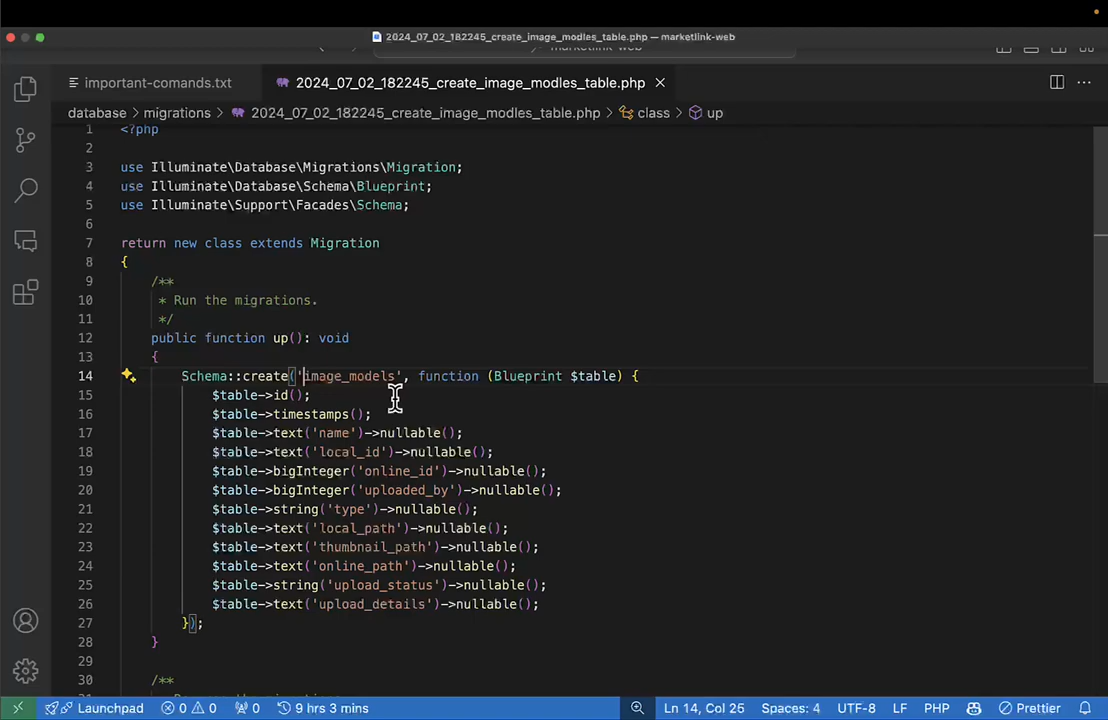 2024_07_02_182245_create_image_modles_table.php — marketlink-web
marketlink-web
important-comands.txt
2024_07_02_182245_create_image_modles_table.php
database > migrations > 2024_07_02_182245_create_image_modles_table.php > class > up
1 <?php
2
3 use Illuminate\Database\Migrations\Migration;
4 use Illuminate\Database\Schema\Blueprint;
5 use Illuminate\Support\Facades\Schema;
6
7 return new class extends Migration
8 {
9 /**
10 * Run the migrations.
11 */
12 public function up(): void
13 {
14 Schema::create('image_models', function (Blueprint $table) {
15 $table->id();
16 $table->timestamps();
17 $table->text('name')->nullable();
18 $table->text('local_id')->nullable();
19 $table->bigInteger('online_id')->nullable();
20 $table->bigInteger('uploaded_by')->nullable();
21 $table->string('type')->nullable();
22 $table->text('local_path')->nullable();
23 $table->text('thumbnail_path')->nullable();
24 $table->text('online_path')->nullable();
25 $table->string('upload_status')->nullable();
26 $table->text('upload_details')->nullable();
27 });
28 }
29
30 /**
Launchpad 0 0 0 9 hrs 3 mins Ln 14, Col 25 Spaces: 4 UTF-8 LF PHP Prettier